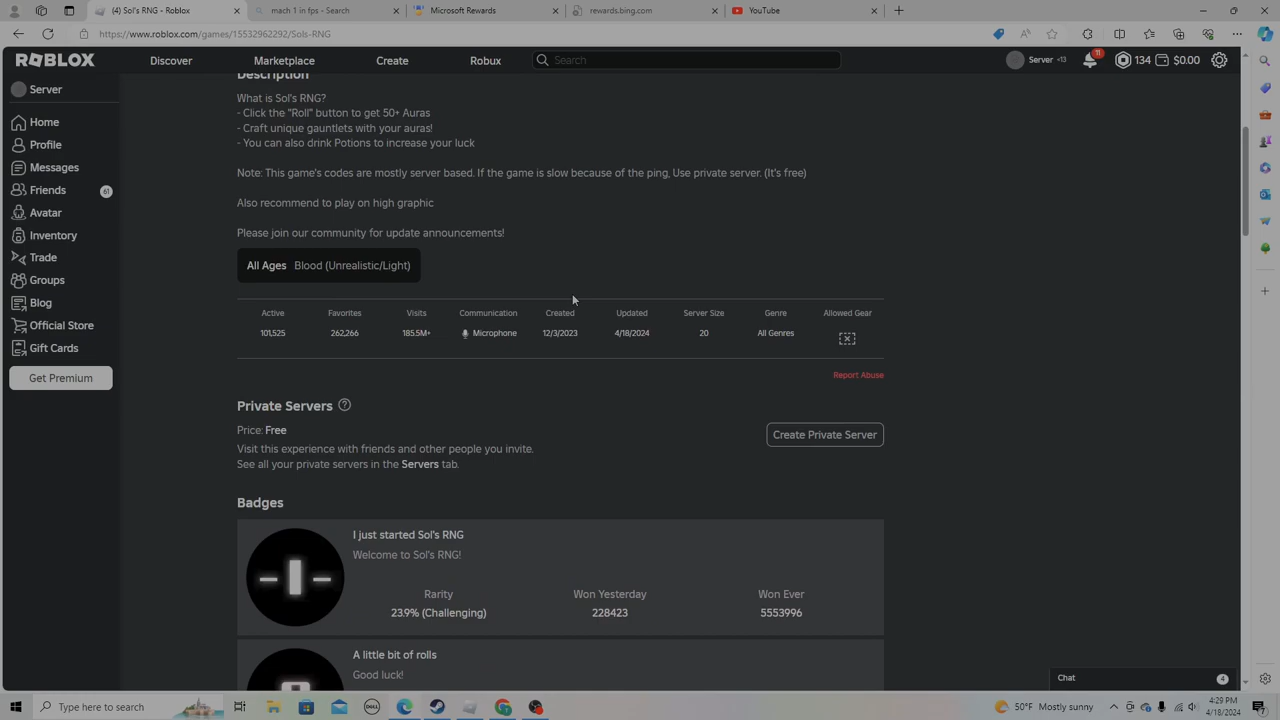 (4) Sol's RNG - Roblox
mach 1 in fps - Search
Microsoft Rewards
rewards.bing.com
YouTube
https://www.roblox.com/games/15532962292/Sols-RNG
ROBLOX
Discover
Marketplace
Create
Robux
Search
Server
<13
11
134
$0.00
Server
Home
Profile
Messages
Friends
61
Avatar
Inventory
Trade
Groups
Blog
Official Store
Gift Cards
Get Premium
Description
What is Sol's RNG?
- Click the "Roll" button to get 50+ Auras
- Craft unique gauntlets with your auras!
- You can also drink Potions to increase your luck
Note: This game's codes are mostly server based. If the game is slow because of the ping, Use private server. (It's free)
Also recommend to play on high graphic
Please join our community for update announcements!
All Ages Blood (Unrealistic/Light)
Active Favorites Visits Communication Created Updated Server Size Genre Allowed Gear
101,525 262,266 185.5M+ Microphone 12/3/2023 4/18/2024 20 All Genres
Report Abuse
Private Servers
Price: Free
Create Private Server
Visit this experience with friends and other people you invite.
See all your private servers in the Servers tab.
Badges
I just started Sol's RNG
Welcome to Sol's RNG!
Rarity Won Yesterday Won Ever
23.9% (Challenging) 228423 5553996
A little bit of rolls
Good luck!
Chat
4
Type here to search
DELL
50°F Mostly sunny
4:29 PM
4/18/2024